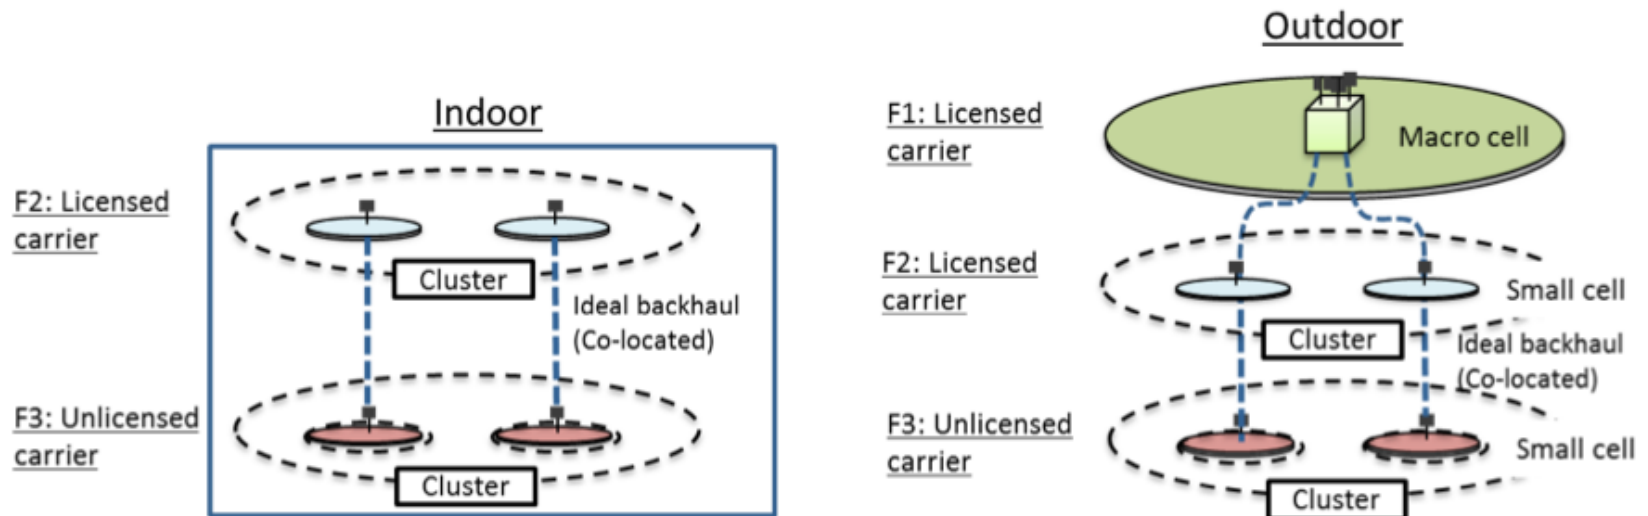 Indoor
F2: Licensed
carrier
Cluster
Ideal backhaul
(Co-located)
F3: Unlicensed
carrier
Cluster
Outdoor
F1: Licensed
carrier
Macro cell
F2: Licensed
carrier
Small cell
Cluster
Ideal backhaul
(Co-located)
F3: Unlicensed
carrier
Small cell
Cluster